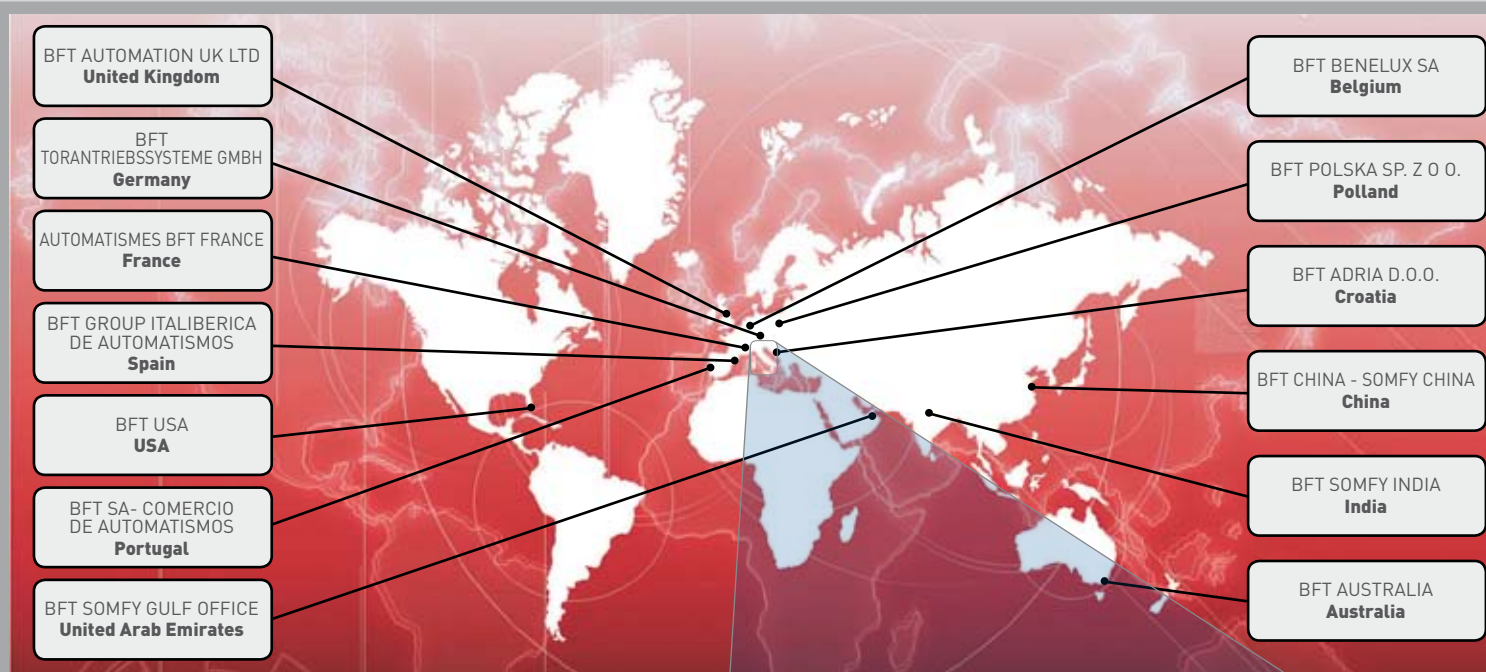 BFT AUTOMATION UK LTD
United Kingdom
BFT
TORANTRIEBSSYSTEME GMBH
Germany
AUTOMATISMES BFT FRANCE
France
BFT GROUP ITALIBERICA
DE AUTOMATISMOS
Spain
BFT USA
USA
BFT SA- COMERCIO
DE AUTOMATISMOS
Portugal
BFT SOMFY GULF OFFICE
United Arab Emirates
BFT BENELUX SA
Belgium
BFT POLSKA SP. Z O O.
Polland
BFT ADRIA D.O.O.
Croatia
BFT CHINA - SOMFY CHINA
China
BFT SOMFY INDIA
India
BFT AUSTRALIA
Australia